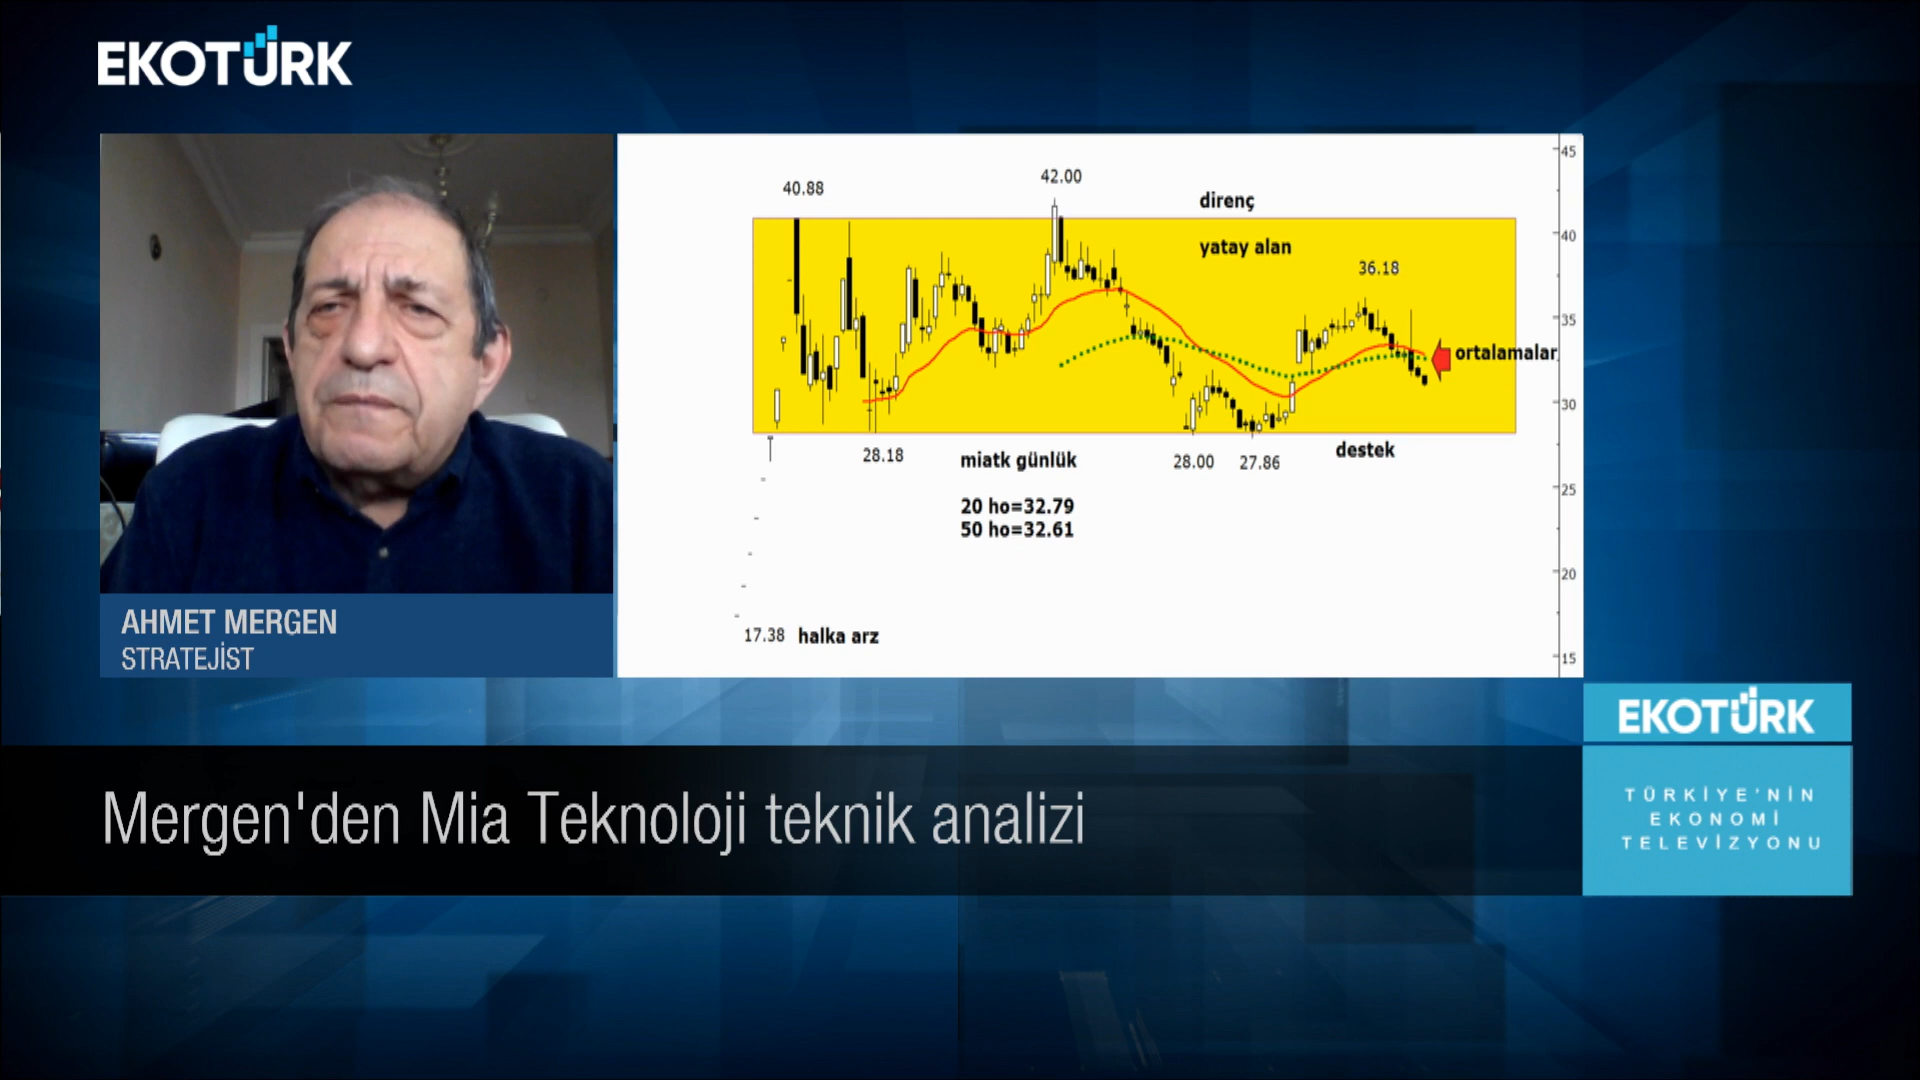 EKOTÜRK
40.88
42.00
direnç
yatay alan
36.18
ortalamalar
28.18
miatk günlük
28.00
27.86
destek
20 ho=32.79
50 ho=32.61
17.38 halka arz
45
40
35
30
25
20
15
AHMET MERGEN
STRATEJİST
EKOTÜRK
Mergen'den Mia Teknoloji teknik analizi
TÜRKİYE'NİN
EKONOMİ
TELEVİZYONU